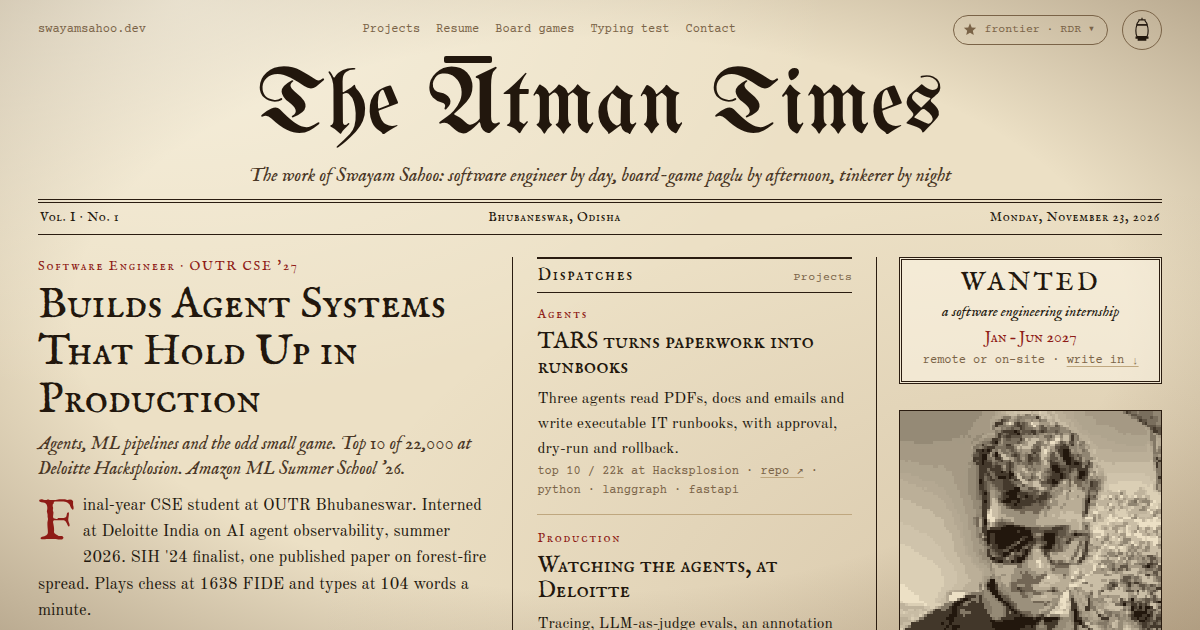 swayamsahoo.dev
Projects Resume Board games Typing test Contact
frontier · RDR ▾
The Ātman Times
The work of Swayam Sahoo: software engineer by day, board-game paglu by afternoon, tinkerer by night
Vol. I · No. 1
Bhubaneswar, Odisha
Monday, November 23, 2026
Software Engineer · OUTR CSE ’27
Builds Agent Systems
That Hold Up in
Production
Agents, ML pipelines and the odd small game. Top 10 of 22,000 at
Deloitte Hacksplosion. Amazon ML Summer School ’26.
Final-year CSE student at OUTR Bhubaneswar. Interned
at Deloitte India on AI agent observability, summer
2026. SIH '24 finalist, one published paper on forest-fire
spread. Plays chess at 1638 FIDE and types at 104 words a
minute.
Dispatches
Projects
Agents
TARS turns paperwork into
runbooks
Three agents read PDFs, docs and emails and
write executable IT runbooks, with approval,
dry-run and rollback.
top 10 / 22k at Hacksplosion · repo ↗ ·
python · langgraph · fastapi
Production
Watching the agents, at
Deloitte
Tracing, LLM-as-judge evals, an annotation
WANTED
a software engineering internship
Jan – Jun 2027
remote or on-site · write in ↓